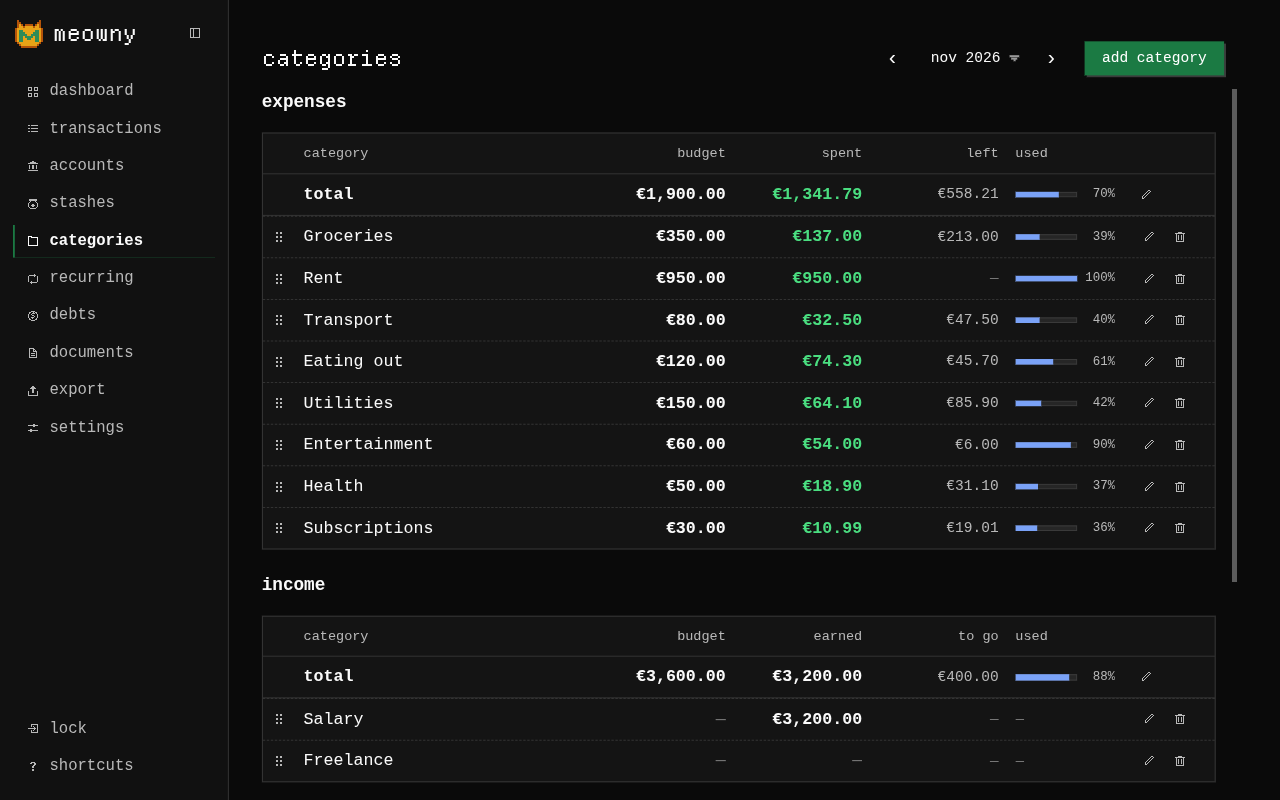 meowny
dashboard
transactions
accounts
stashes
categories
recurring
debts
documents
export
settings
lock
? shortcuts
categories
‹ nov 2026 ›
add category
expenses
category budget spent left used
total €1,900.00 €1,341.79 €558.21 70%
Groceries €350.00 €137.00 €213.00 39%
Rent €950.00 €950.00 — 100%
Transport €80.00 €32.50 €47.50 40%
Eating out €120.00 €74.30 €45.70 61%
Utilities €150.00 €64.10 €85.90 42%
Entertainment €60.00 €54.00 €6.00 90%
Health €50.00 €18.90 €31.10 37%
Subscriptions €30.00 €10.99 €19.01 36%
income
category budget earned to go used
total €3,600.00 €3,200.00 €400.00 88%
Salary — €3,200.00 — —
Freelance — — — —